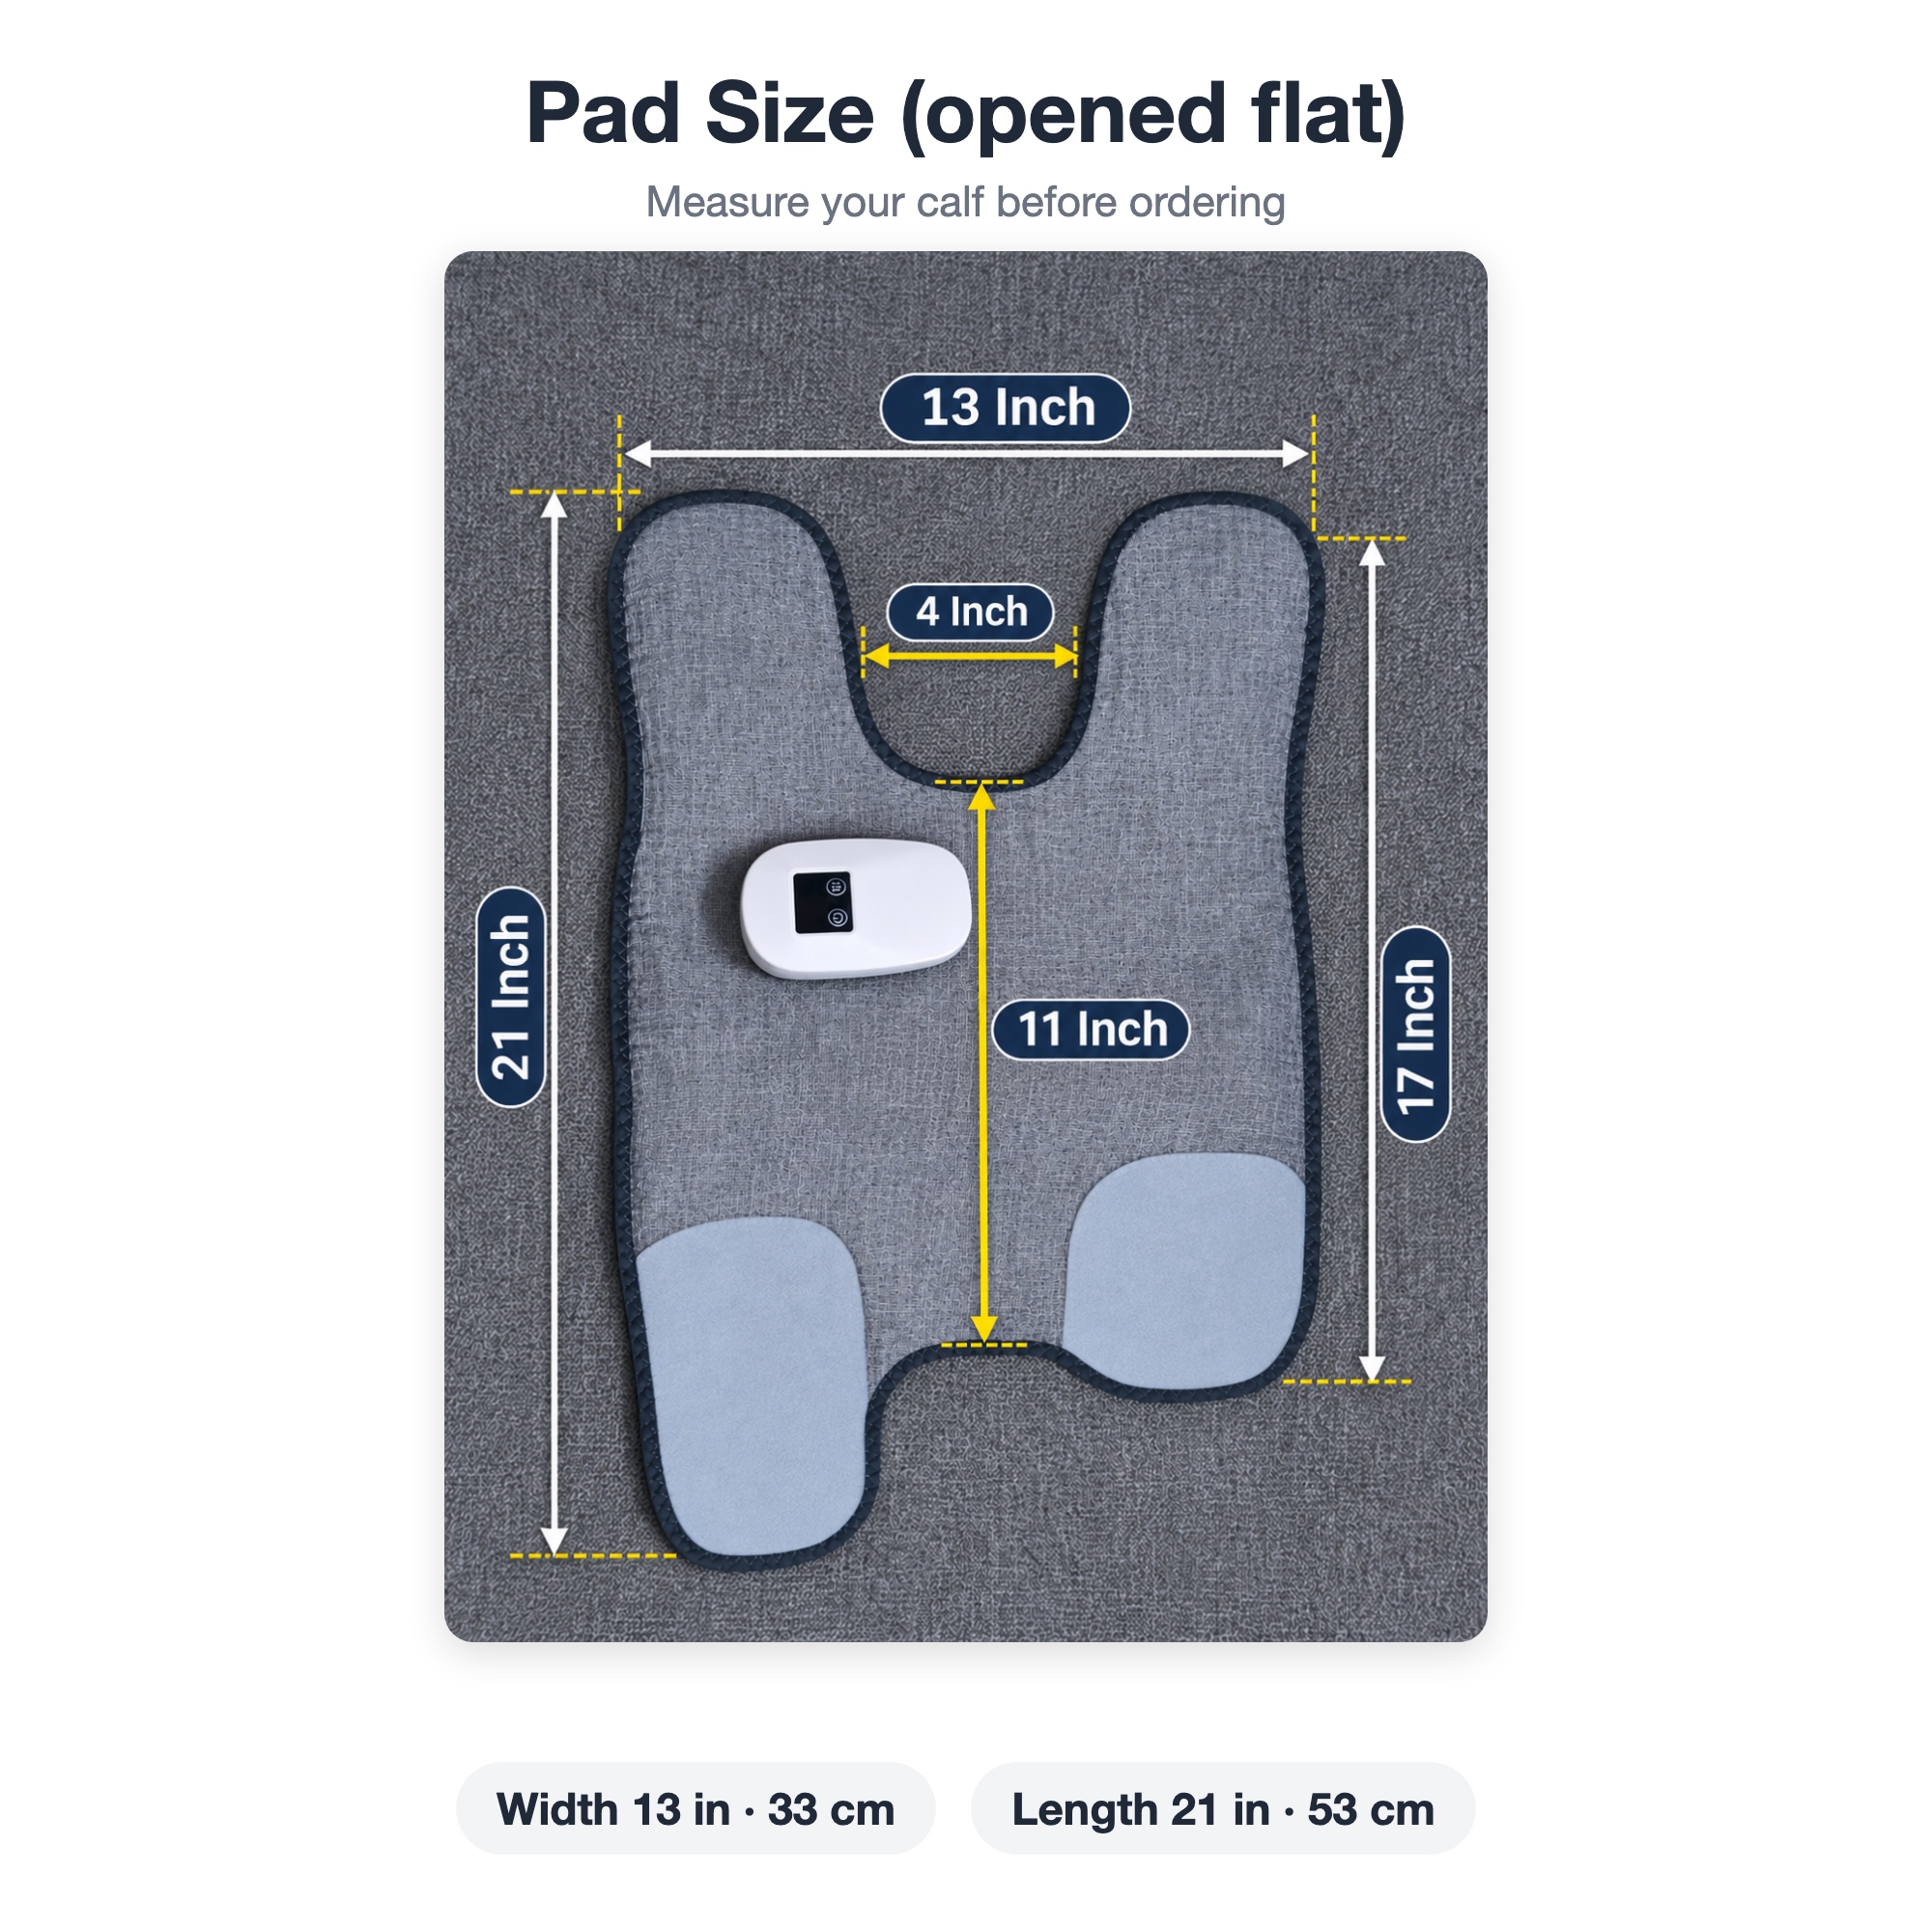 Pad Size (opened flat)
Measure your calf before ordering
13 Inch
4 Inch
21 Inch
11 Inch
17 Inch
Width 13 in · 33 cm
Length 21 in · 53 cm